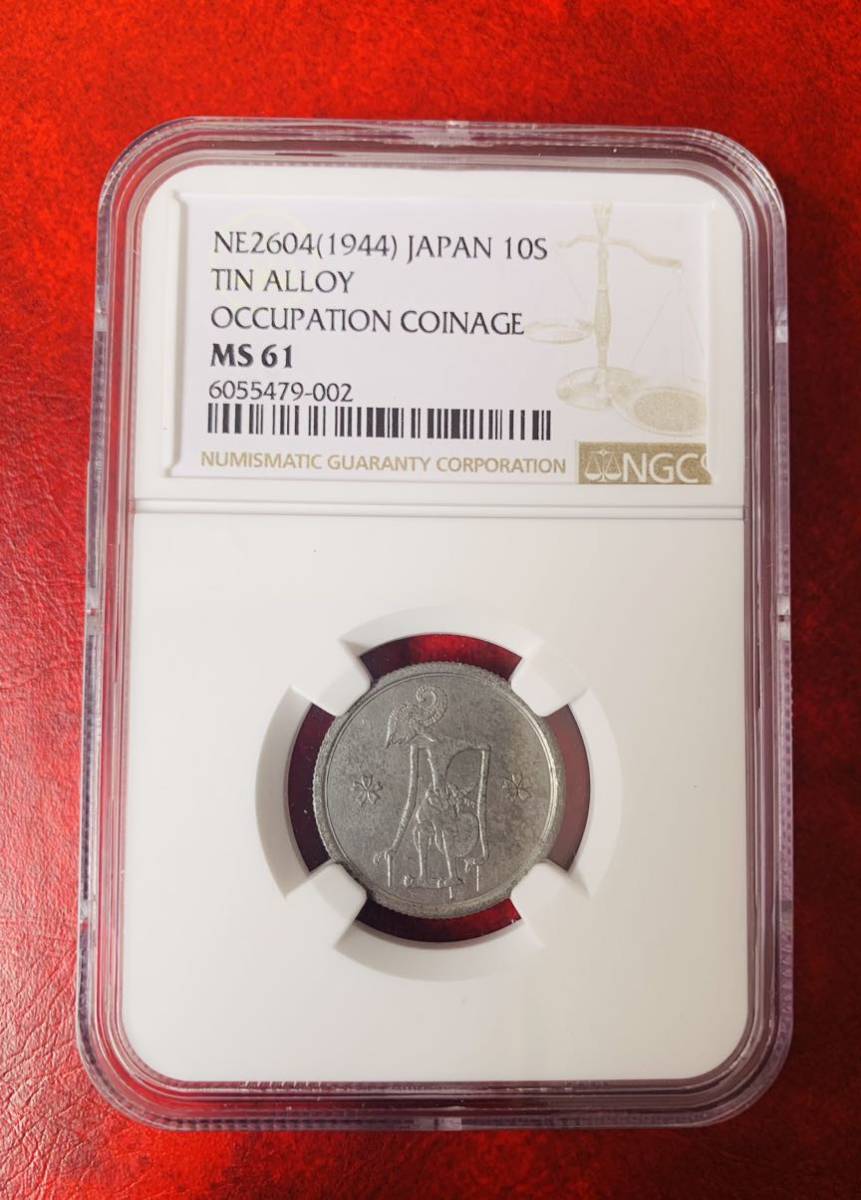 NE2604(1944) JAPAN 10S
TIN ALLOY
OCCUPATION COINAGE
MS 61
6055479-002
NUMISMATIC GUARANTY CORPORATION
NGC